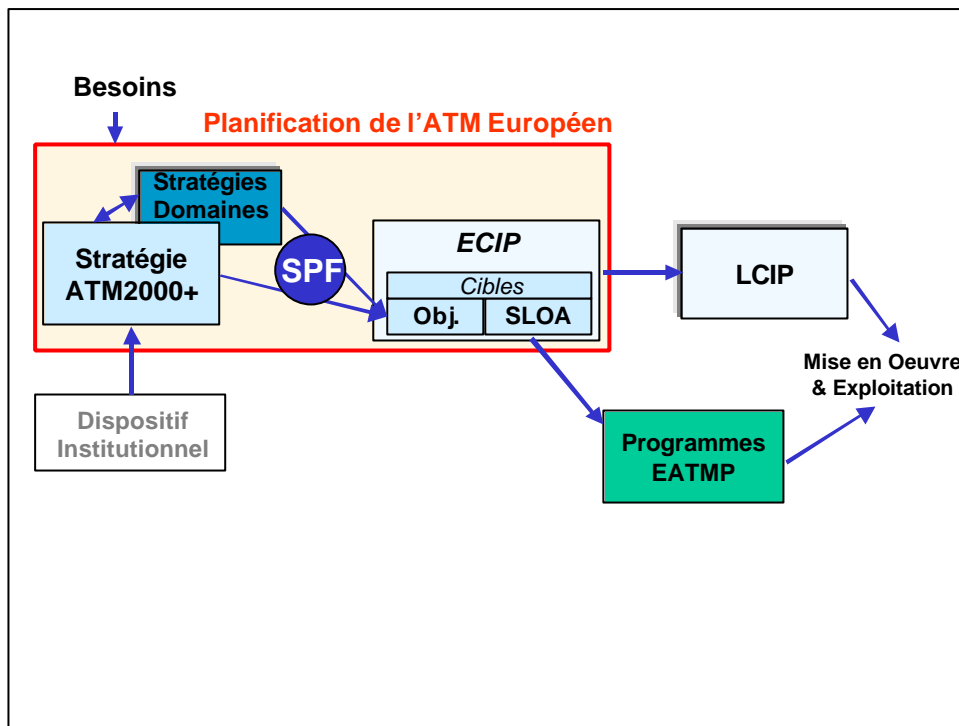 Besoins
Planification de l’ATM Européen
Stratégies
Domaines
Stratégie
ATM2000+
SPF
ECIP
Cibles
Obj.
SLOA
LCIP
Mise en Oeuvre
& Exploitation
Dispositif
Institutionnel
Programmes
EATMP